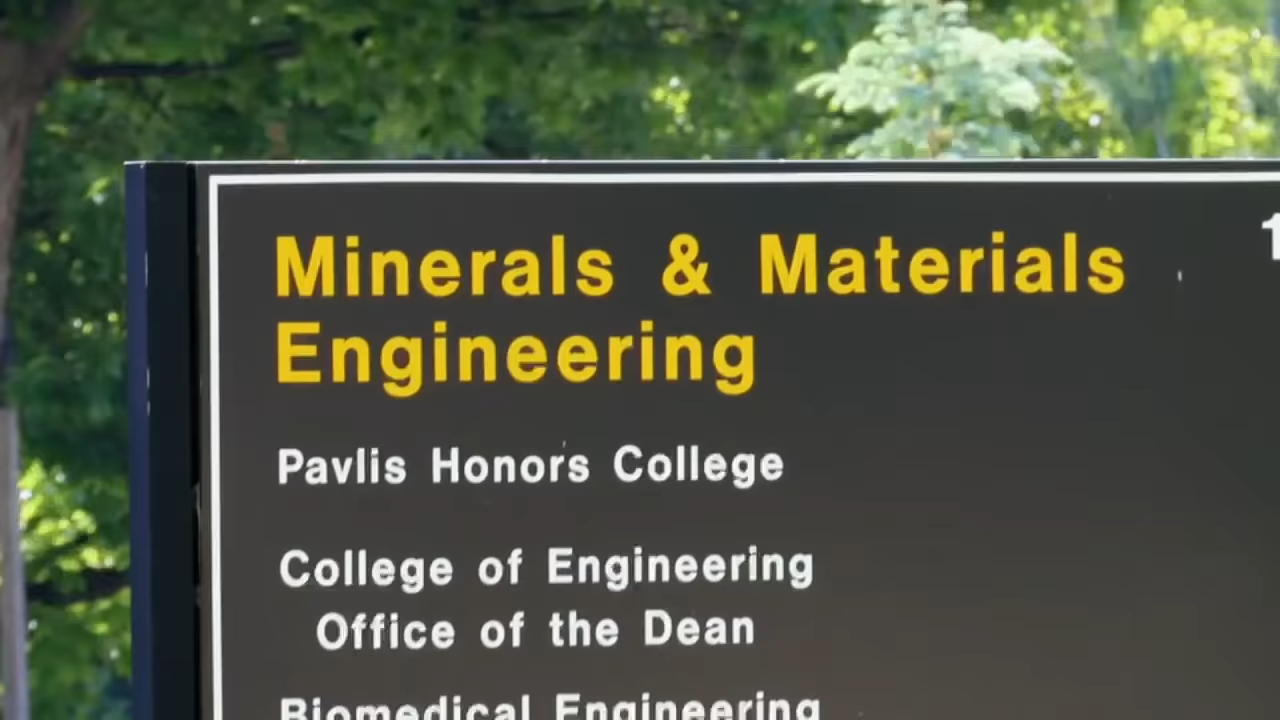 Minerals & Materials
Engineering
Pavlis Honors College
College of Engineering
Office of the Dean
Biomedical Engineering